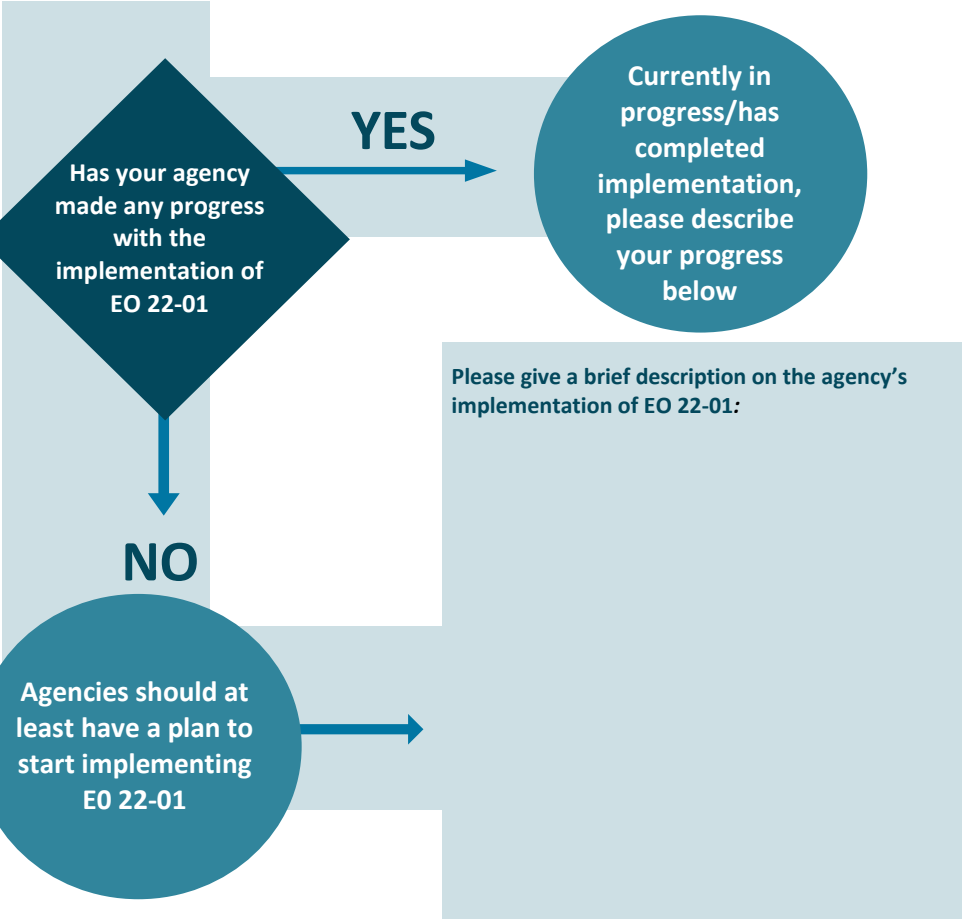 Has your agency
made any progress
with the
implementation of
EO 22-01
YES
Currently in
progress/has
completed
implementation,
please describe
your progress
below
Please give a brief description on the agency’s
implementation of EO 22-01:
NO
Agencies should at
least have a plan to
start implementing
E0 22-01